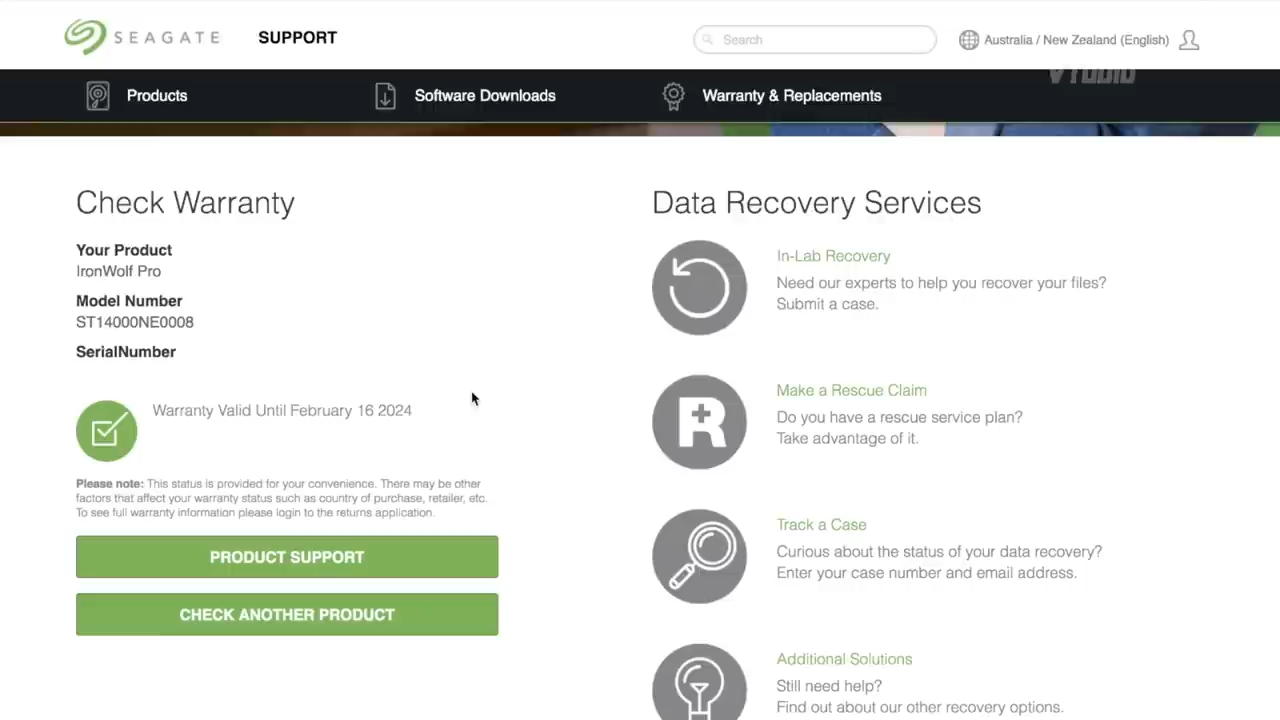 SEAGATE
SUPPORT
Search
Australia / New Zealand (English)
Products
Software Downloads
Warranty & Replacements
Check Warranty
Your Product
IronWolf Pro
Model Number
ST14000NE0008
SerialNumber
Warranty Valid Until February 16 2024
Please note: This status is provided for your convenience. There may be other
factors that affect your warranty status such as country of purchase, retailer, etc.
To see full warranty information please login to the returns application.
PRODUCT SUPPORT
CHECK ANOTHER PRODUCT
Data Recovery Services
In-Lab Recovery
Need our experts to help you recover your files?
Submit a case.
R
Make a Rescue Claim
Do you have a rescue service plan?
Take advantage of it.
Track a Case
Curious about the status of your data recovery?
Enter your case number and email address.
Additional Solutions
Still need help?
Find out about our other recovery options.